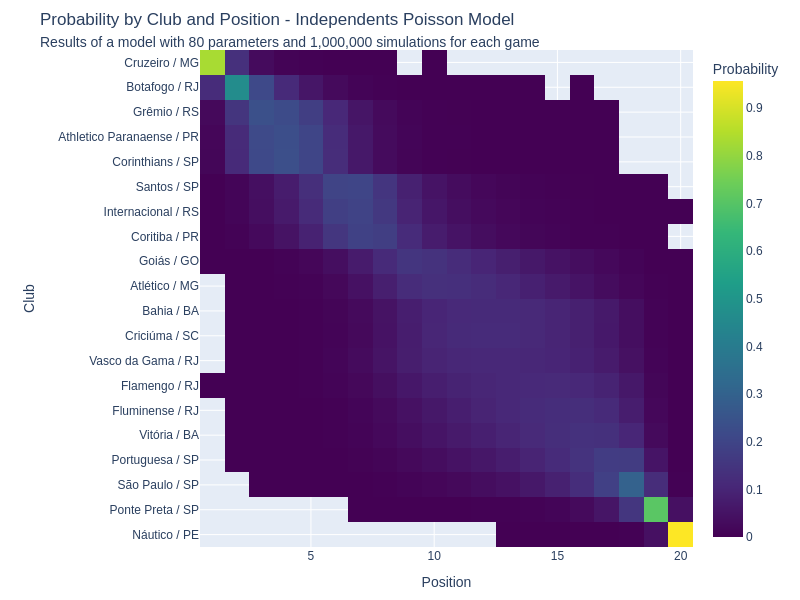 Probability by Club and Position - Independents Poisson Model
Results of a model with 80 parameters and 1,000,000 simulations for each game
Probability
Cruzeiro / MG
Botafogo / RJ
Grêmio / RS
Athletico Paranaense / PR
Corinthians / SP
Santos / SP
Internacional / RS
Coritiba / PR
Goiás / GO
Atlético / MG
Bahia / BA
Criciúma / SC
Vasco da Gama / RJ
Flamengo / RJ
Fluminense / RJ
Vitória / BA
Portuguesa / SP
São Paulo / SP
Ponte Preta / SP
Náutico / PE
Club
5
10
15
20
Position
0.9
0.8
0.7
0.6
0.5
0.4
0.3
0.2
0.1
0